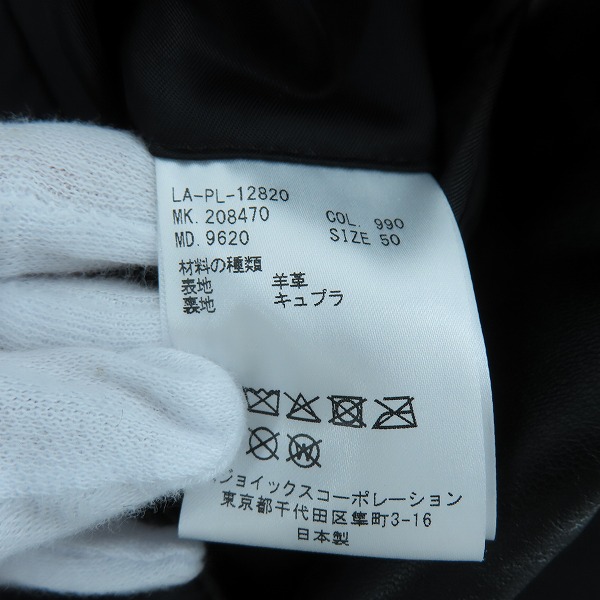 LA-PL-12820
MK. 208470 COL. 990
MD. 9620 SIZE 50
材料の種類
表地 羊革
裏地 キュプラ
W
ジョイックスコーポレーション
東京都千代田区隼町3-16
日本製